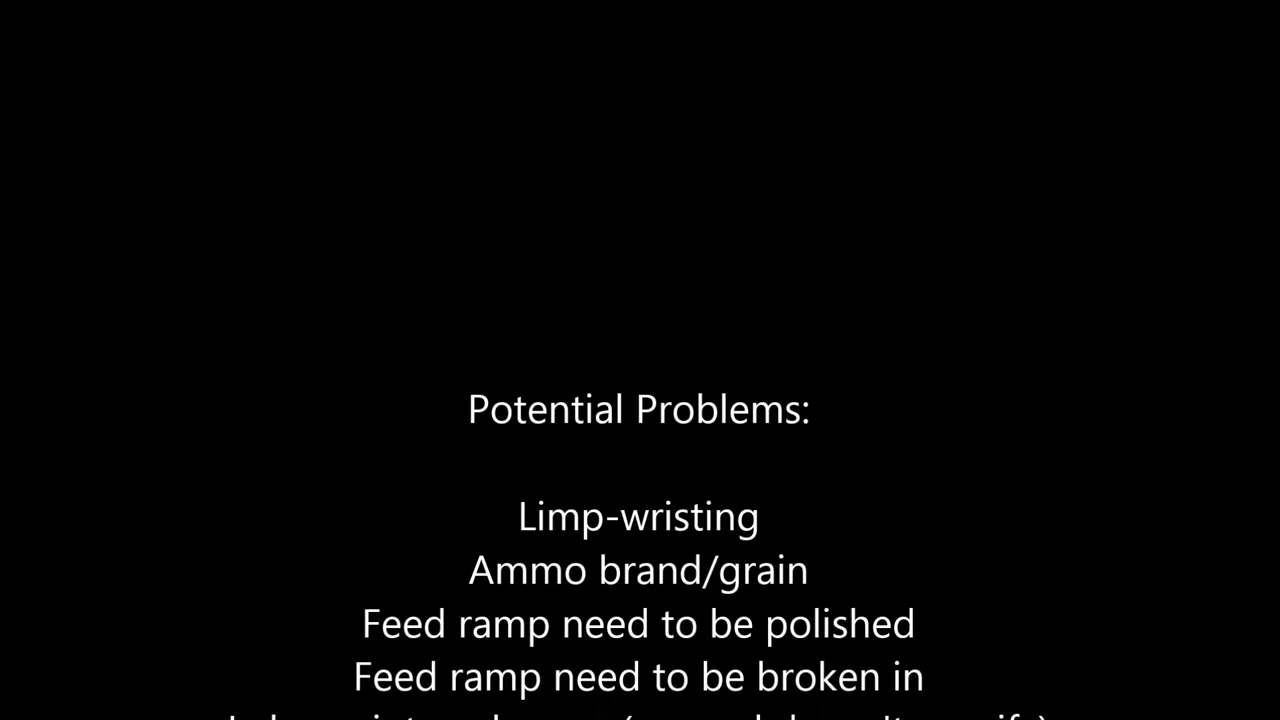 Potential Problems:
Limp-wristing
Ammo brand/grain
Feed ramp need to be polished
Feed ramp need to be broken in